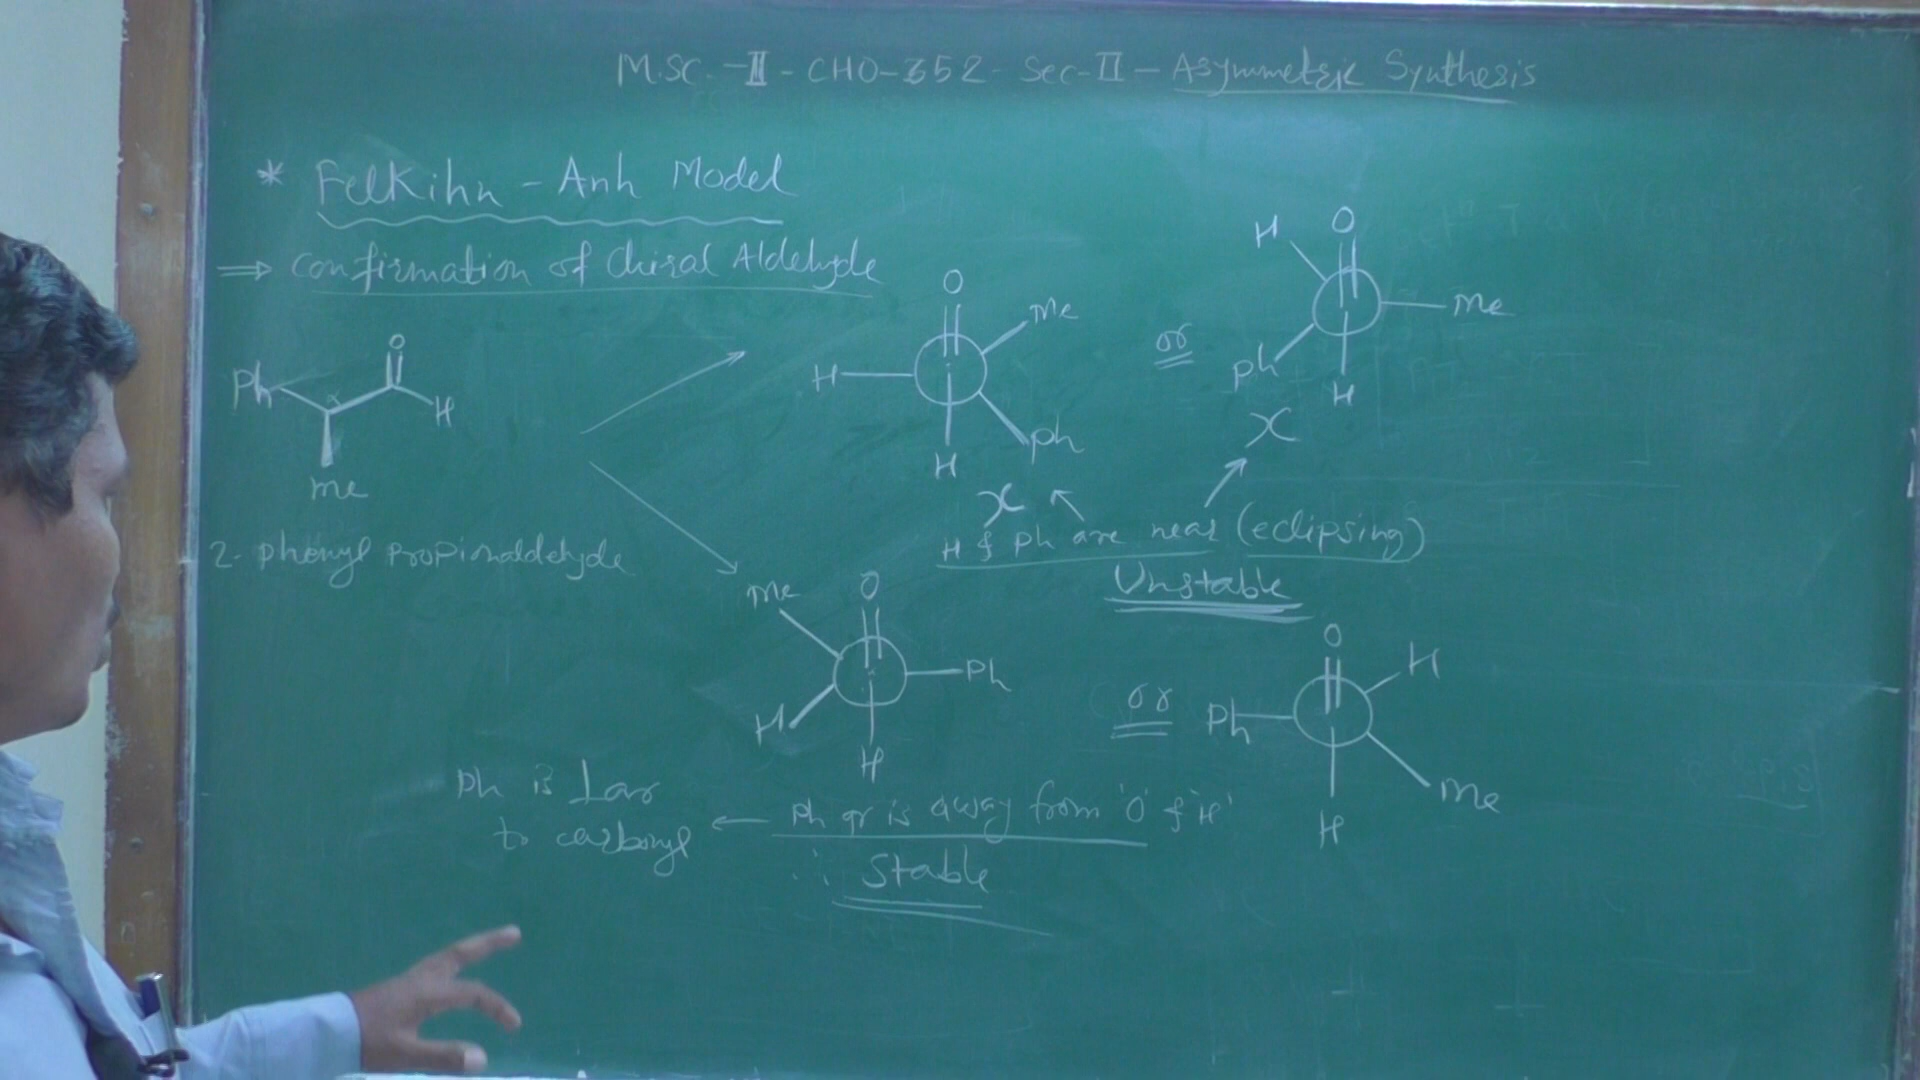 M.SC. -II - CHO-352- Sec-II - Asymmetric Synthesis
* Felkihn - Anh Model
⇒ confirmation of Chiral Aldehyde
Ph
α
O
H
Me
2- phenyl propionaldehyde
O
Me
H
Ph
H
X
or
H
O
Me
Ph
H
X
H & Ph are near (eclipsing)
Unstable
Me
O
Ph
H
H
or
O
H
Ph
Me
H
Ph gr is away from 'O' & 'H'
∴ Stable
Ph is Lar
to carbonyl